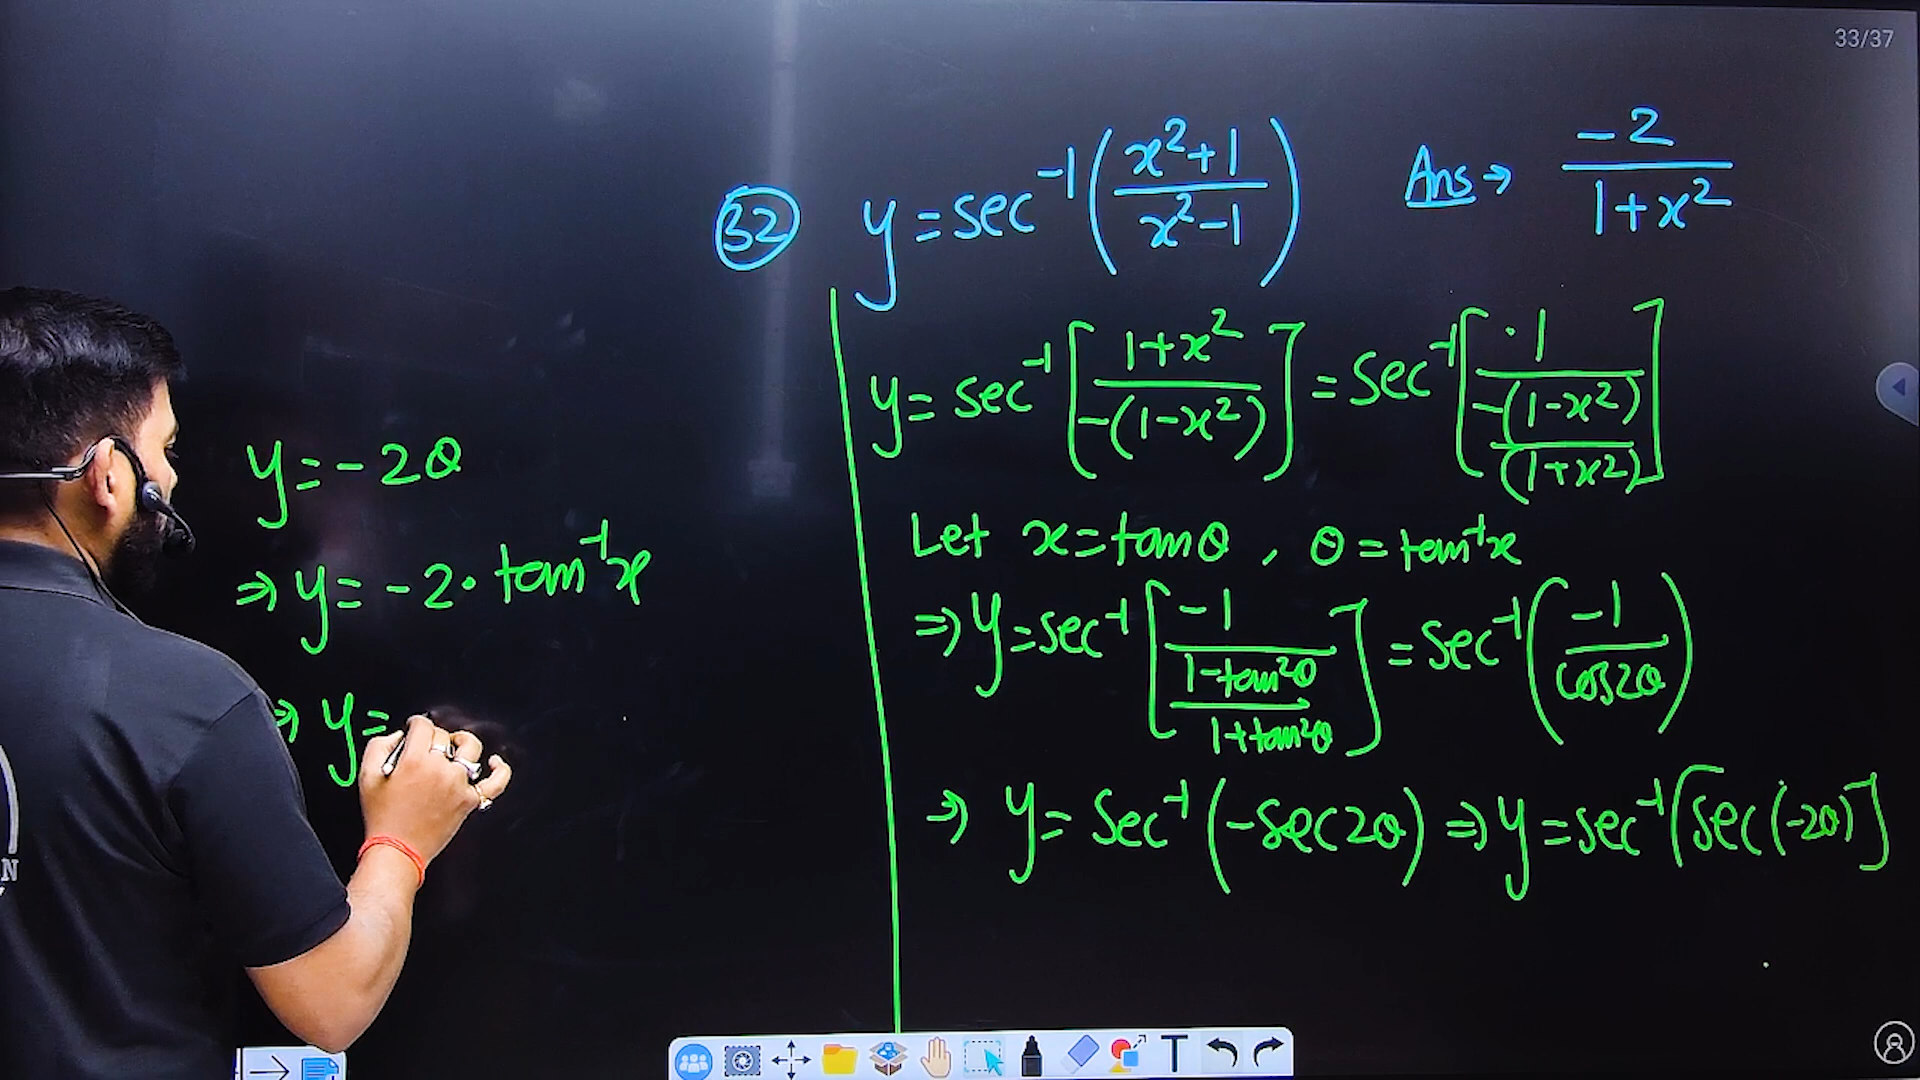 33/37
(32) y = sec⁻¹((x²+1)/(x²-1)) Ans → -2/(1+x²)
y = sec⁻¹[(1+x²)/(-(1-x²))] = sec⁻¹[1/(-(1-x²)/(1+x²))]
Let x = tanθ , θ = tan⁻¹x
⇒ y = sec⁻¹[-1/((1-tan²θ)/(1+tan²θ))] = sec⁻¹(-1/cos2θ)
⇒ y = sec⁻¹(-sec2θ) ⇒ y = sec⁻¹[sec(-2θ)]
y = -2θ
⇒ y = -2 · tan⁻¹x
⇒ y =
N
T